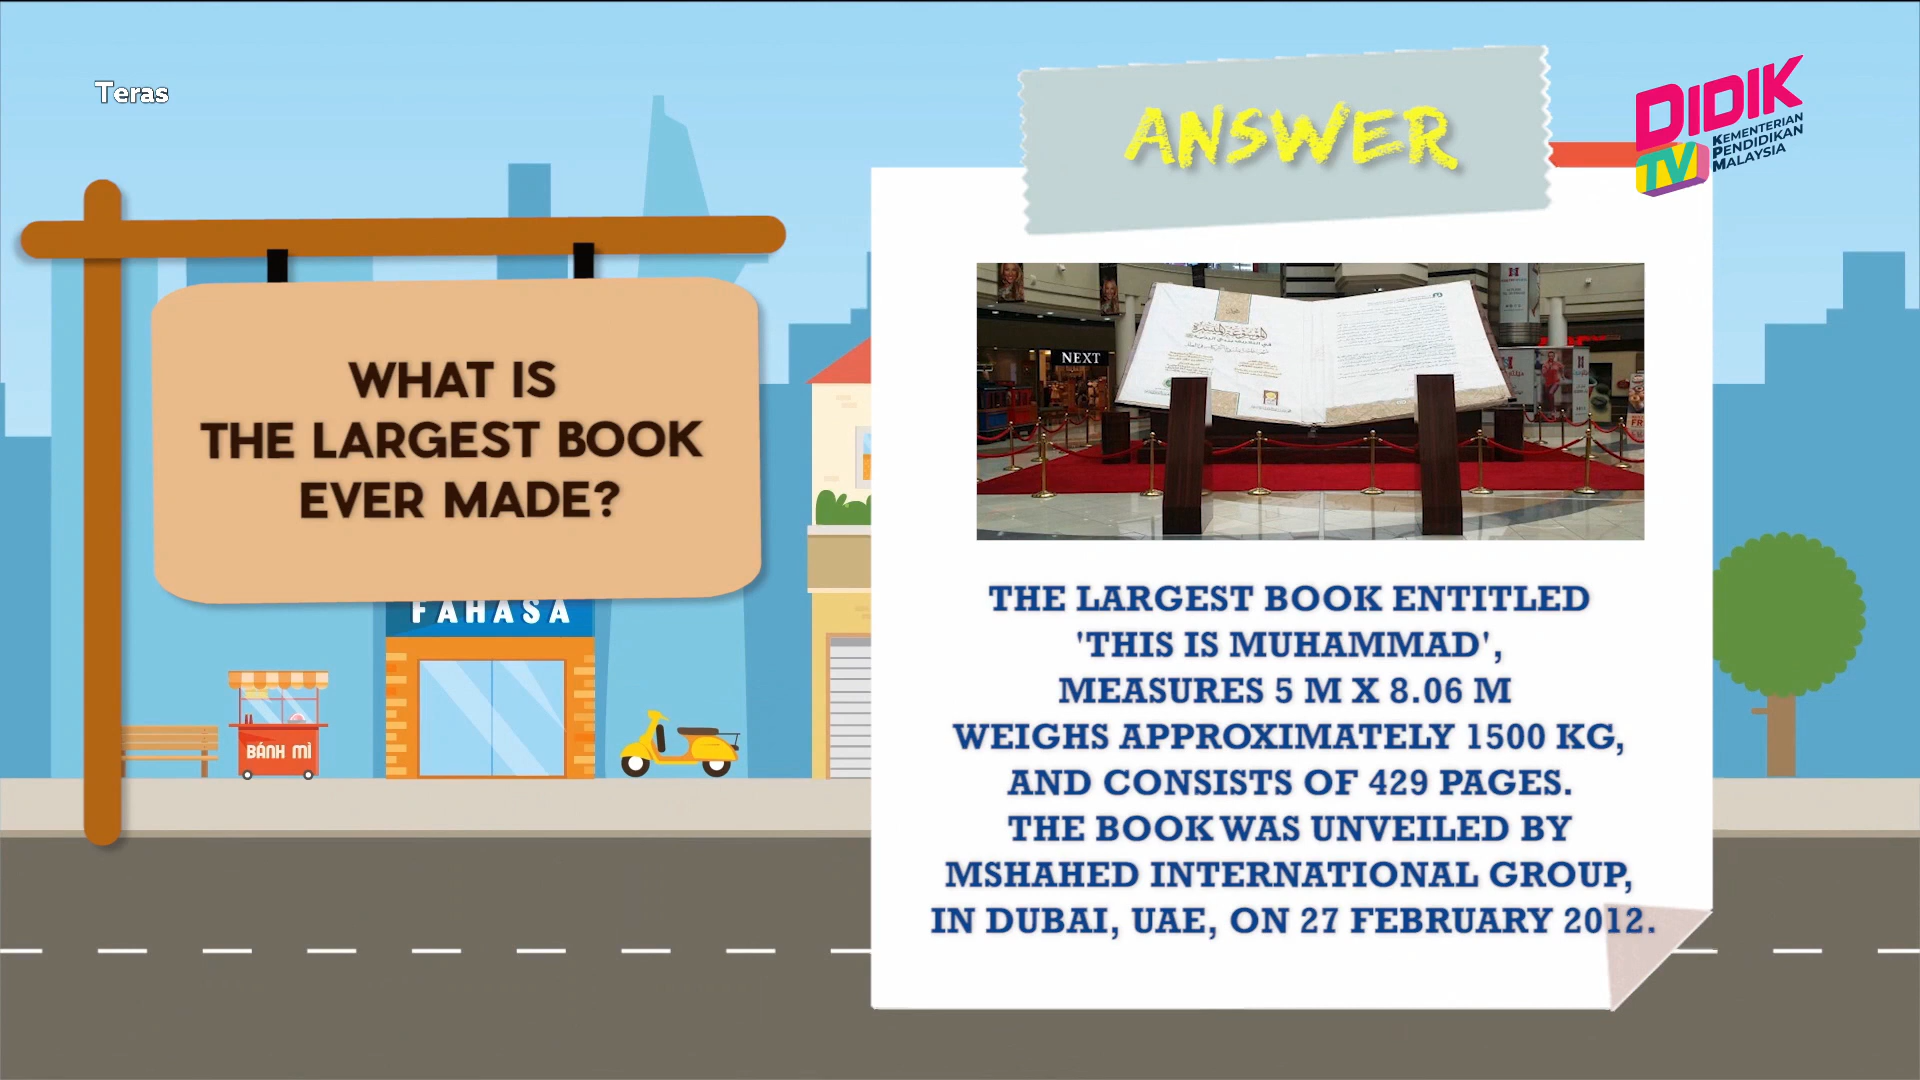 Teras
WHAT IS
THE LARGEST BOOK
EVER MADE?
FAHASA
BÁNH MÌ
ANSWER
DIDIK
TV
KEMENTERIAN
PENDIDIKAN
MALAYSIA
NEXT
THE LARGEST BOOK ENTITLED
'THIS IS MUHAMMAD',
MEASURES 5 M X 8.06 M
WEIGHS APPROXIMATELY 1500 KG,
AND CONSISTS OF 429 PAGES.
THE BOOK WAS UNVEILED BY
MSHAHED INTERNATIONAL GROUP,
IN DUBAI, UAE, ON 27 FEBRUARY 2012.